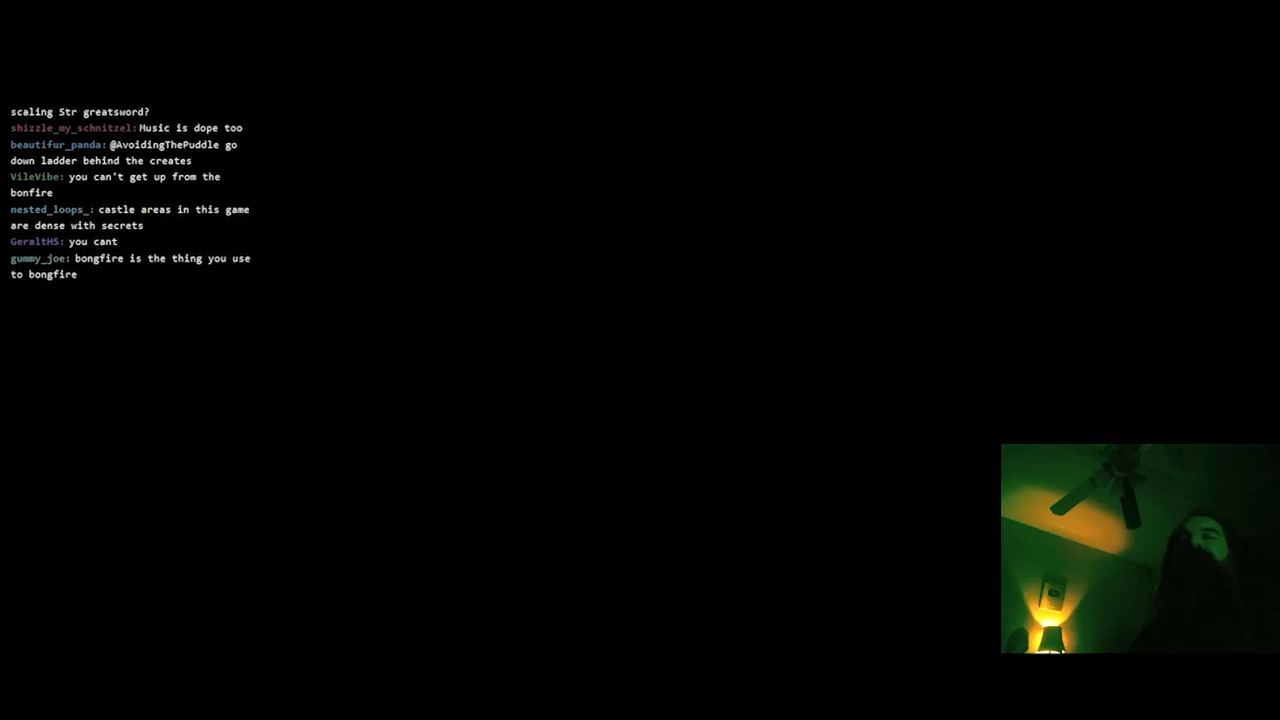 scaling Str greatsword?
shizzle_my_schnitzel: Music is dope too
beautifur_panda: @AvoidingThePuddle go
down ladder behind the creates
VileVibe: you can't get up from the
bonfire
nested_loops_: castle areas in this game
are dense with secrets
GeraltHS: you cant
gummy_joe: bongfire is the thing you use
to bongfire